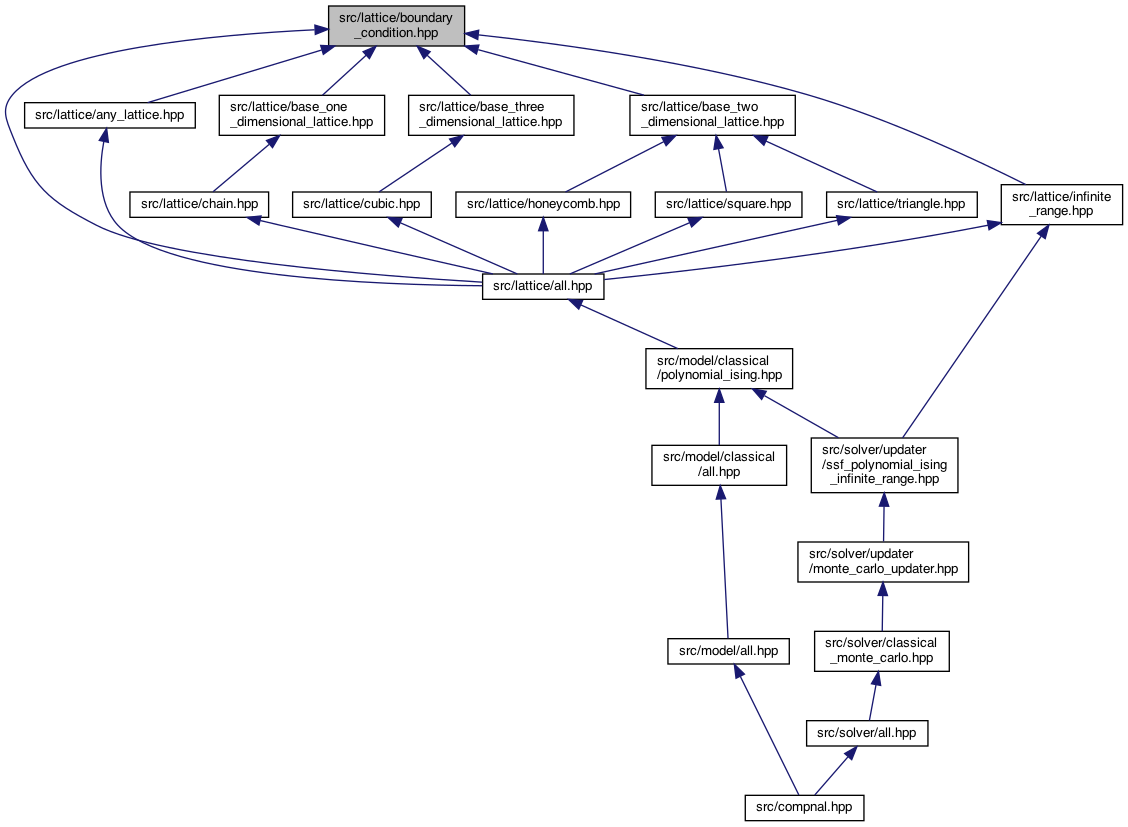 src/lattice/boundary
_condition.hpp
src/lattice/any_lattice.hpp
src/lattice/base_one
_dimensional_lattice.hpp
src/lattice/base_three
_dimensional_lattice.hpp
src/lattice/base_two
_dimensional_lattice.hpp
src/lattice/chain.hpp
src/lattice/cubic.hpp
src/lattice/honeycomb.hpp
src/lattice/square.hpp
src/lattice/triangle.hpp
src/lattice/infinite
_range.hpp
src/lattice/all.hpp
src/model/classical
/polynomial_ising.hpp
src/model/classical
/all.hpp
src/solver/updater
/ssf_polynomial_ising
_infinite_range.hpp
src/solver/updater
/monte_carlo_updater.hpp
src/model/all.hpp
src/solver/classical
_monte_carlo.hpp
src/solver/all.hpp
src/compnal.hpp